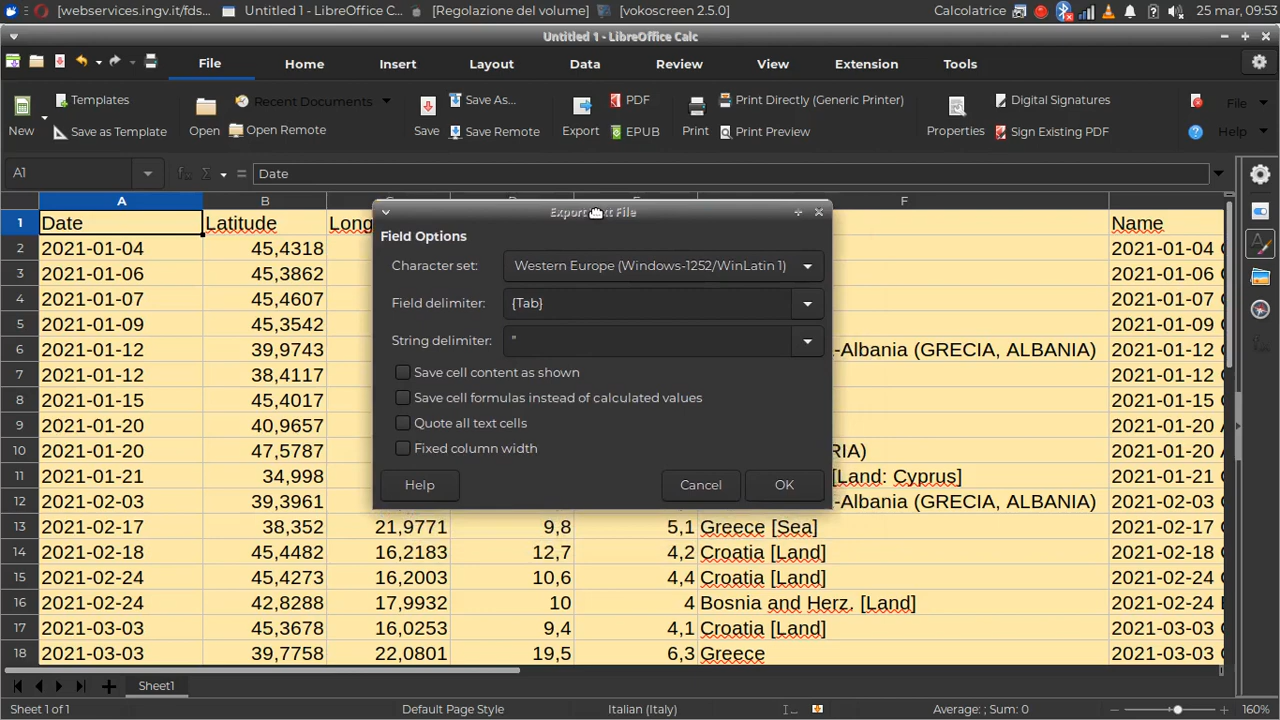 [webservices.ingv.it/fds... Untitled 1 - LibreOffice C... [Regolazione del volume] [vokoscreen 2.5.0] Calcolatrice 25 mar, 09:53
Untitled 1 - LibreOffice Calc
File Home Insert Layout Data Review View Extension Tools
Templates Recent Documents Save As... PDF Print Directly (Generic Printer) Digital Signatures File
New Save as Template Open Open Remote Save Save Remote Export EPUB Print Print Preview Properties Sign Existing PDF Help
A1 Date
A B F
1 Date Latitude Long Name
2 2021-01-04 45,4318 2021-01-04
3 2021-01-06 45,3862 2021-01-06
4 2021-01-07 45,4607 2021-01-07
5 2021-01-09 45,3542 2021-01-09
6 2021-01-12 39,9743 -Albania (GRECIA, ALBANIA) 2021-01-12
7 2021-01-12 38,4117 2021-01-12
8 2021-01-15 45,4017 2021-01-15
9 2021-01-20 40,9657 2021-01-20
10 2021-01-20 47,5787 RIA) 2021-01-20
11 2021-01-21 34,998 [Land: Cyprus] 2021-01-21
12 2021-02-03 39,3961 -Albania (GRECIA, ALBANIA) 2021-02-03
13 2021-02-17 38,352 21,9771 9,8 5,1 Greece [Sea] 2021-02-17
14 2021-02-18 45,4482 16,2183 12,7 4,2 Croatia [Land] 2021-02-18
15 2021-02-24 45,4273 16,2003 10,6 4,4 Croatia [Land] 2021-02-24
16 2021-02-24 42,8288 17,9932 10 4 Bosnia and Herz. [Land] 2021-02-24
17 2021-03-03 45,3678 16,0253 9,4 4,1 Croatia [Land] 2021-03-03
18 2021-03-03 39,7758 22,0801 19,5 6,3 Greece 2021-03-03
Export Text File
Field Options
Character set: Western Europe (Windows-1252/WinLatin 1)
Field delimiter: {Tab}
String delimiter: "
Save cell content as shown
Save cell formulas instead of calculated values
Quote all text cells
Fixed column width
Help Cancel OK
Sheet1
Sheet 1 of 1 Default Page Style Italian (Italy) Average: ; Sum: 0 160%